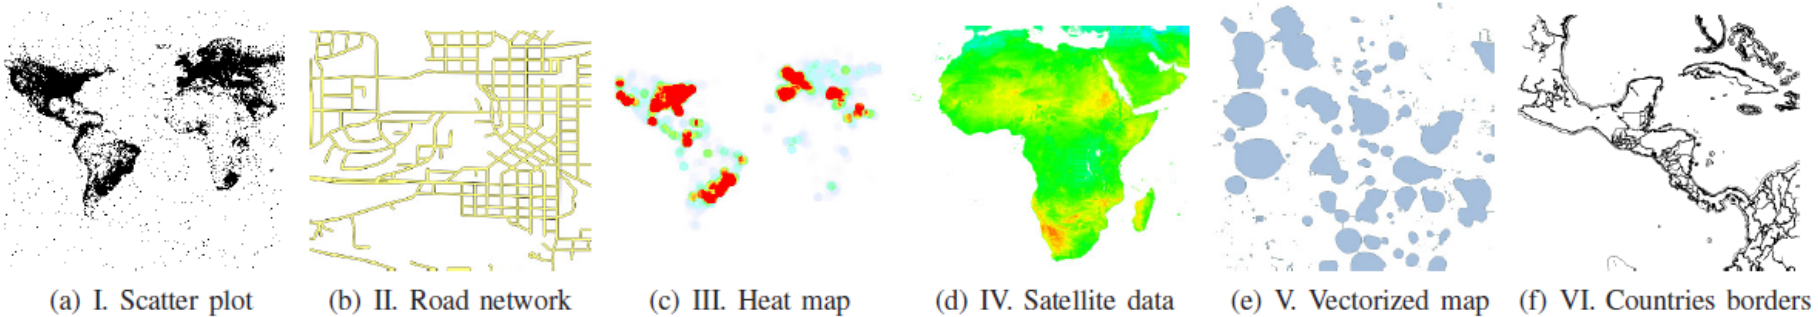 (a) I. Scatter plot
(b) II. Road network
(c) III. Heat map
(d) IV. Satellite data
(e) V. Vectorized map
(f) VI. Countries borders